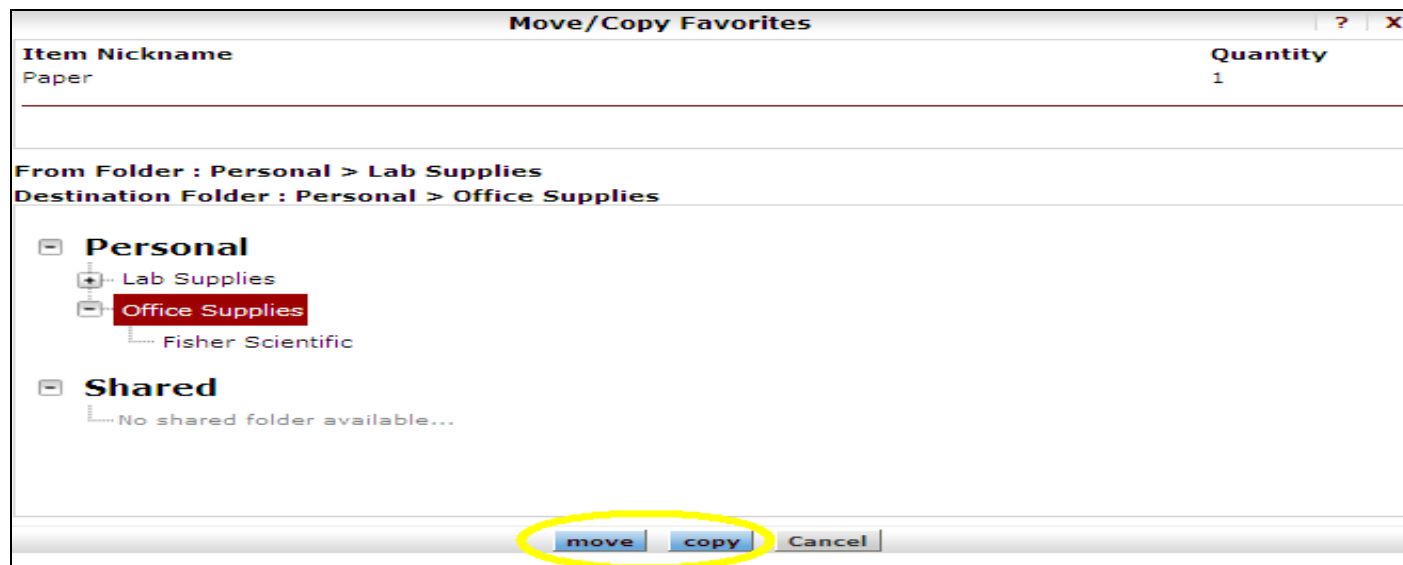 Move/Copy Favorites ? X
Item Nickname Quantity
Paper 1
From Folder : Personal > Lab Supplies
Destination Folder : Personal > Office Supplies
Personal
Lab Supplies
Office Supplies
Fisher Scientific
Shared
No shared folder available...
move copy Cancel